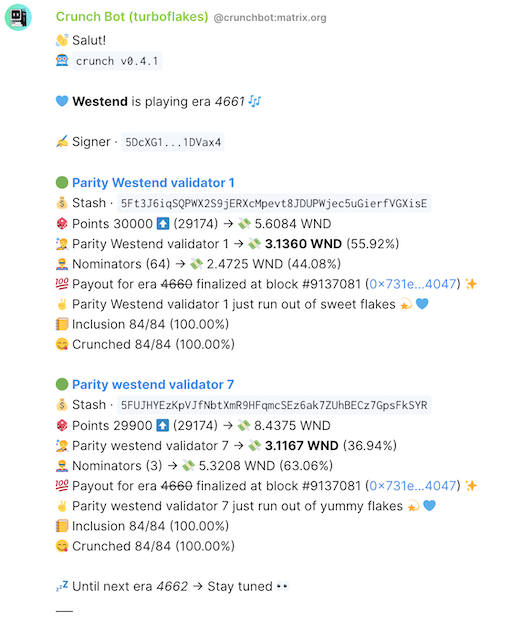 Crunch Bot (turboflakes) @crunchbot:matrix.org
👋 Salut!
🤖 crunch v0.4.1
💙 Westend is playing era 4661 🎶
✍️ Signer · 5DcXG1...1DVax4
🟢 Parity Westend validator 1
💰 Stash · 5Ft3J6iqSQPWX2S9jERXcMpevt8JDUPWjec5uGierfVGXisE
🎲 Points 30000 ⬆️ (29174) → 💸 5.6084 WND
🧑‍🚀 Parity Westend validator 1 → 💸 3.1360 WND (55.92%)
Nominators (64) → 💸 2.4725 WND (44.08%)
💯 Payout for era 4660 finalized at block #9137081 (0x731e…4047) ✨
✌️ Parity Westend validator 1 just run out of sweet flakes 💫 💙
📒 Inclusion 84/84 (100.00%)
😋 Crunched 84/84 (100.00%)
🟢 Parity westend validator 7
💰 Stash · 5FUJHYEzKpVJfNbtXmR9HFqmcSEz6ak7ZUhBECz7GpsFkSYR
🎲 Points 29900 ⬆️ (29174) → 💸 8.4375 WND
Parity westend validator 7 → 💸 3.1167 WND (36.94%)
Nominators (3) → 💸 5.3208 WND (63.06%)
💯 Payout for era 4660 finalized at block #9137081 (0x731e…4047) ✨
✌️ Parity westend validator 7 just run out of yummy flakes 💫 💙
📒 Inclusion 84/84 (100.00%)
😋 Crunched 84/84 (100.00%)
💤 Until next era 4662 → Stay tuned 👀
—